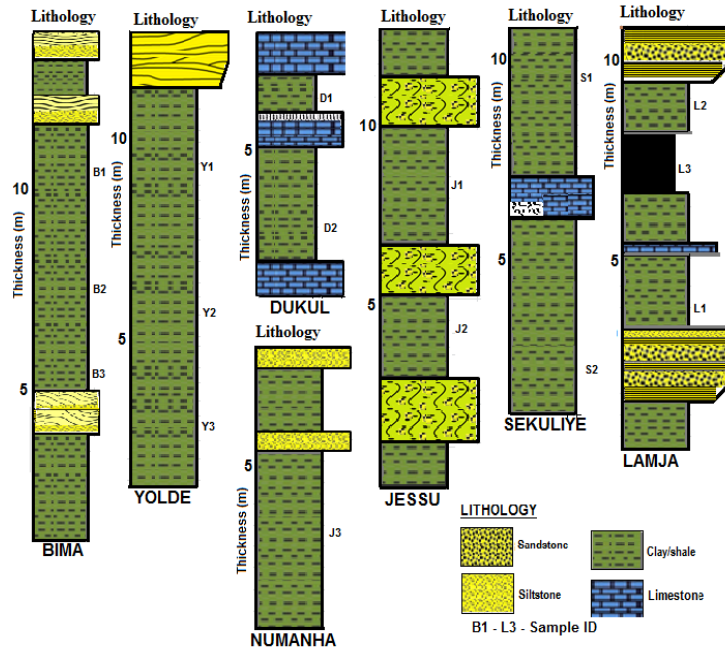 Lithology
Thickness (m)
10
5
B1
B2
B3
BIMA
Lithology
Thickness (m)
10
5
Y1
Y2
Y3
YOLDE
Lithology
Thickness (m)
5
D1
D2
DUKUL
Lithology
Thickness (m)
5
J3
NUMANHA
Lithology
Thickness (m)
10
5
J1
J2
JESSU
Lithology
Thickness (m)
10
5
S1
S2
SEKULIYE
Lithology
Thickness (m)
10
5
L2
L3
L1
LAMJA
LITHOLOGY
Sandstone
Clay/shale
Siltstone
Limestone
B1 - L3 - Sample ID